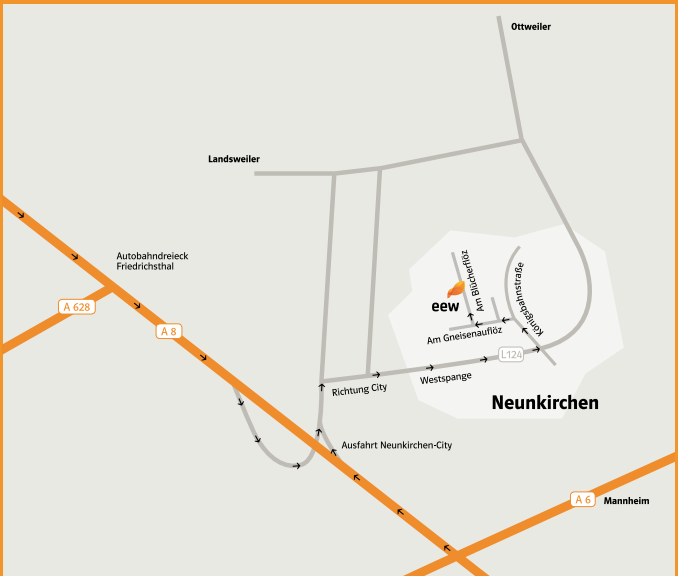 Ottweiler
Landsweiler
Autobahndreieck
Friedrichsthal
A 628
A 8
eew
Am Blücherflöz
Königsbahnstraße
Am Gneisenauflöz
L124
Richtung City
Westspange
Neunkirchen
Ausfahrt Neunkirchen-City
A 6
Mannheim